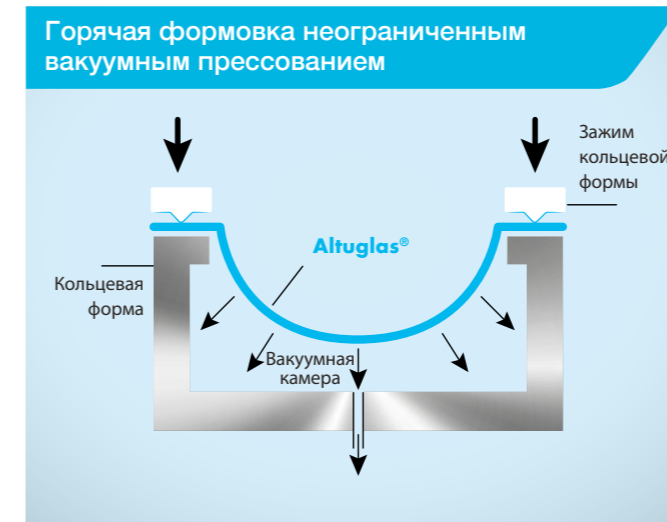 Горячая формовка неограниченным
вакуумным прессованием
Зажим
кольцевой
формы
Altuglas®
Кольцевая
форма
Вакуумная
камера